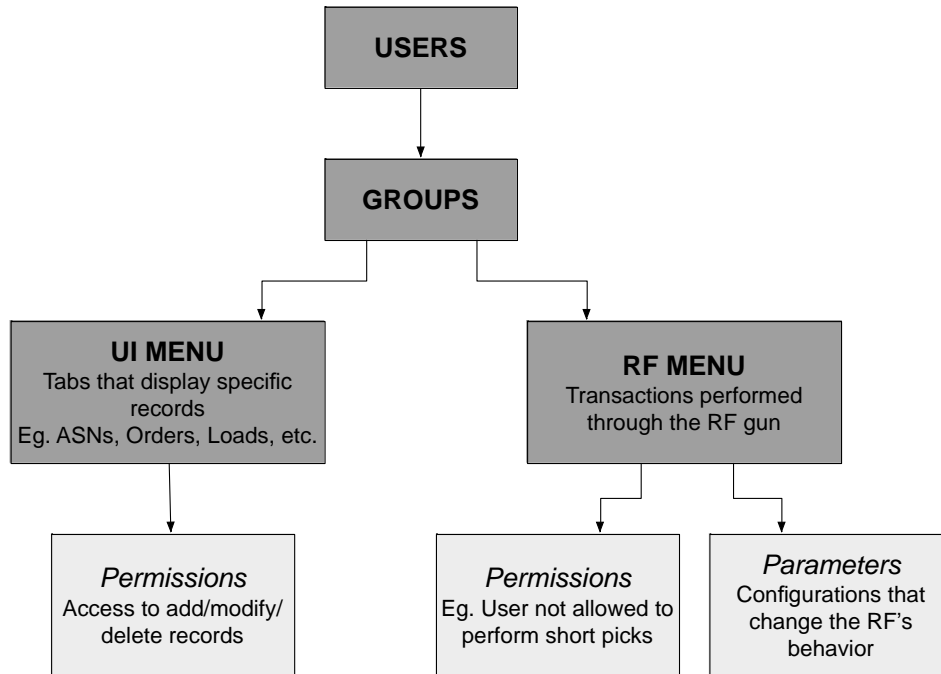 USERS
GROUPS
UI MENU
Tabs that display specific
records
Eg. ASNs, Orders, Loads, etc.
RF MENU
Transactions performed
through the RF gun
Permissions
Access to add/modify/
delete records
Permissions
Eg. User not allowed to
perform short picks
Parameters
Configurations that
change the RF's
behavior